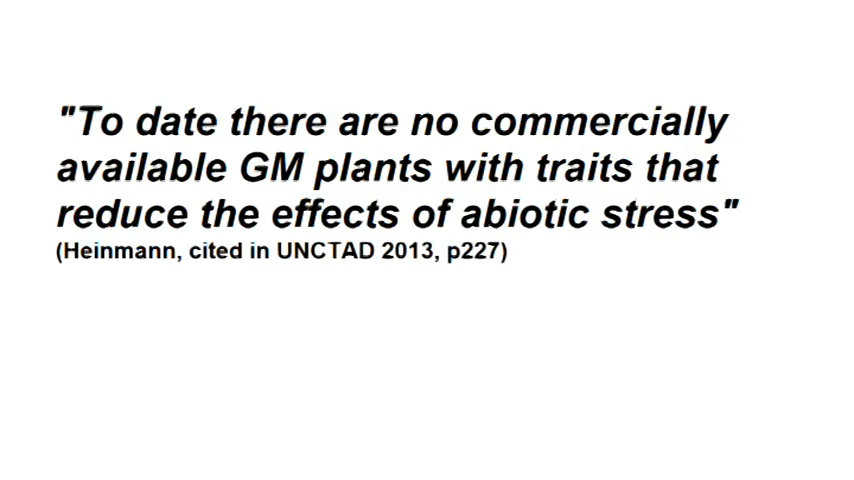 "To date there are no commercially
available GM plants with traits that
reduce the effects of abiotic stress"
(Heinmann, cited in UNCTAD 2013, p227)